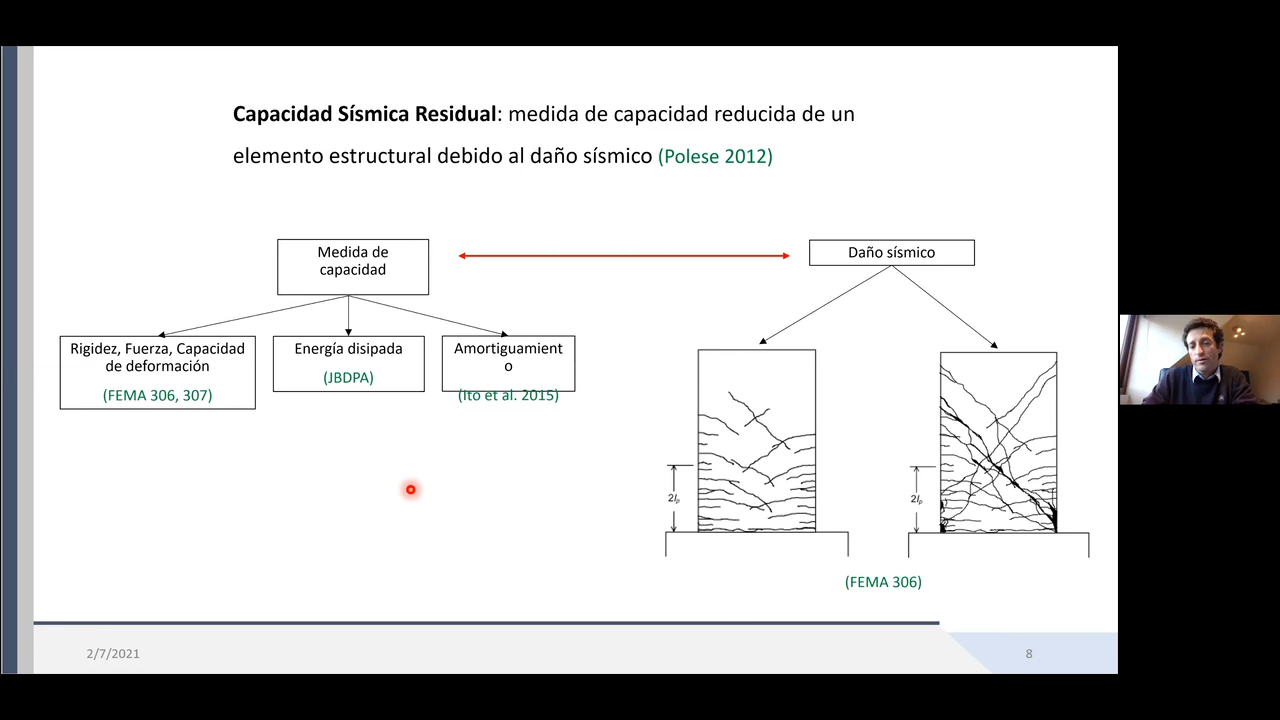 Capacidad Sísmica Residual: medida de capacidad reducida de un
elemento estructural debido al daño sísmico (Polese 2012)
Medida de
capacidad
Daño sísmico
Rigidez, Fuerza, Capacidad
de deformación
(FEMA 306, 307)
Energía disipada
(JBDPA)
Amortiguamient
o
(Ito et al. 2015)
2lp
2lp
(FEMA 306)
2/7/2021
8